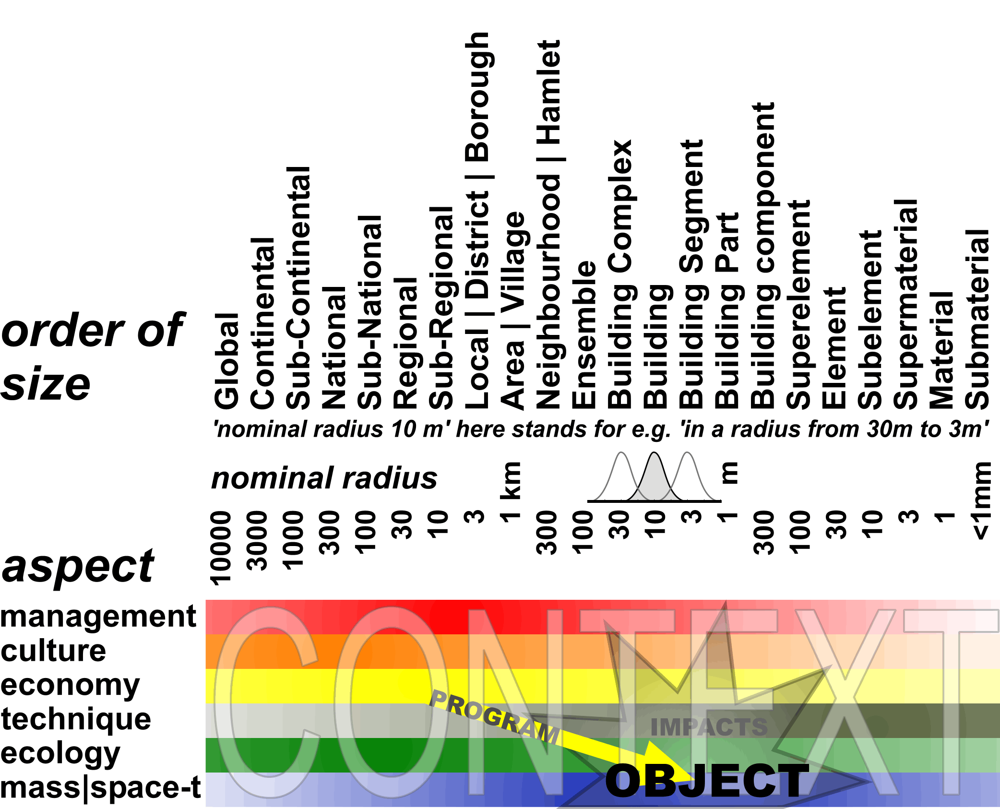 order of
size
Global
Continental
Sub-Continental
National
Sub-National
Regional
Sub-Regional
Local | District | Borough
Area | Village
Neighbourhood | Hamlet
Ensemble
Building Complex
Building
Building Segment
Building Part
Building component
Superelement
Element
Subelement
Supermaterial
Material
Submaterial
'nominal radius 10 m' here stands for e.g. 'in a radius from 30m to 3m'
nominal radius
10000
3000
1000
300
100
30
10
3
1 km
300
100
30
10
3
1 m
300
100
30
10
3
1
<1mm
aspect
management
culture
economy
technique
ecology
mass|space-t
CONTEXT
PROGRAM
IMPACTS
OBJECT